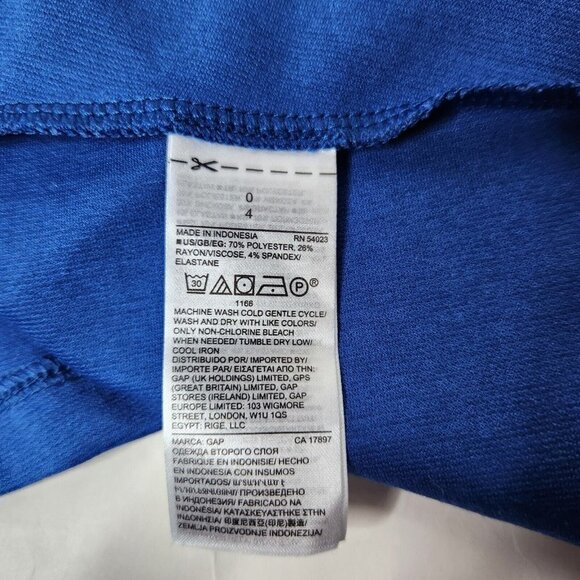 0
4
MADE IN INDONESIA RN 54023
■US/GB/EG: 70% POLYESTER, 26%
RAYON/VISCOSE, 4% SPANDEX/
ELASTANE
30 P®
1166
MACHINE WASH COLD GENTLE CYCLE/
WASH AND DRY WITH LIKE COLORS/
ONLY NON-CHLORINE BLEACH
WHEN NEEDED/ TUMBLE DRY LOW/
COOL IRON
DISTRIBUIDO POR/ IMPORTED BY/
IMPORTÉ PAR/ ΕΙΣΑΓΕΤΑΙ ΑΠΟ ΤΗΝ:
GAP (UK HOLDINGS) LIMITED, GPS
(GREAT BRITAIN) LIMITED, GAP
STORES (IRELAND) LIMITED, GAP
EUROPE LIMITED: 103 WIGMORE
STREET, LONDON, W1U 1QS
EGYPT: RIGE, LLC
MARCA: GAP CA 17897
ОДЕЖДА ВТОРОГО СЛОЯ
FABRIQUÉ EN INDONÉSIE/ HECHO
EN INDONESIA CON INSUMOS
IMPORTADOS/
ПРОИЗВЕДЕНО
В ИНДОНЕЗИЯ/ FABRICADO NA
INDONÉSIA/ ΚΑΤΑΣΚΕΥΑΣΤΗΚΕ ΣΤΗΝ
ΙΝΔΟΝΗΣΙΑ/ 印度尼西亞(印尼)製造/
ZEMLJA PROIZVODNJE INDONEZIJA/